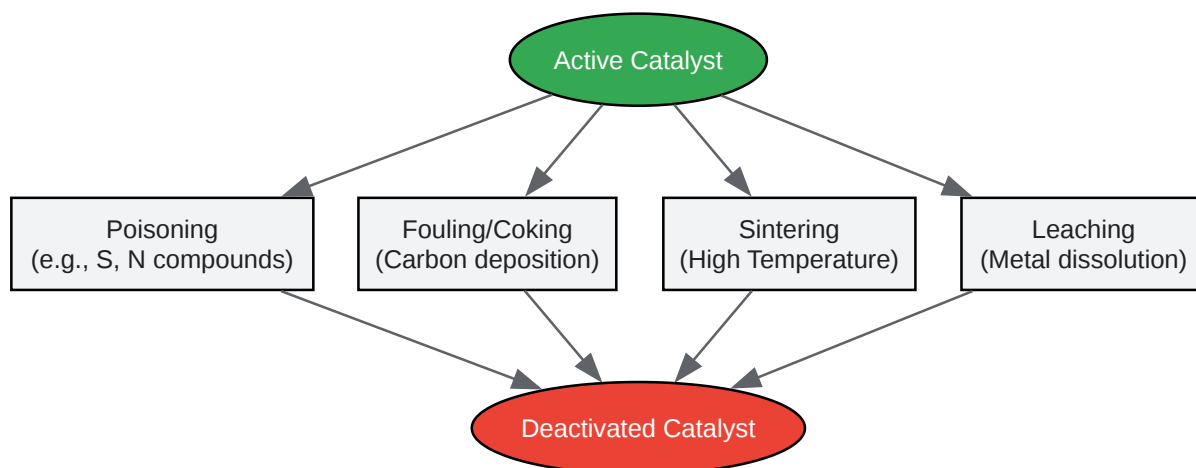 Active Catalyst
Poisoning
(e.g., S, N compounds)
Fouling/Coking
(Carbon deposition)
Sintering
(High Temperature)
Leaching
(Metal dissolution)
Deactivated Catalyst